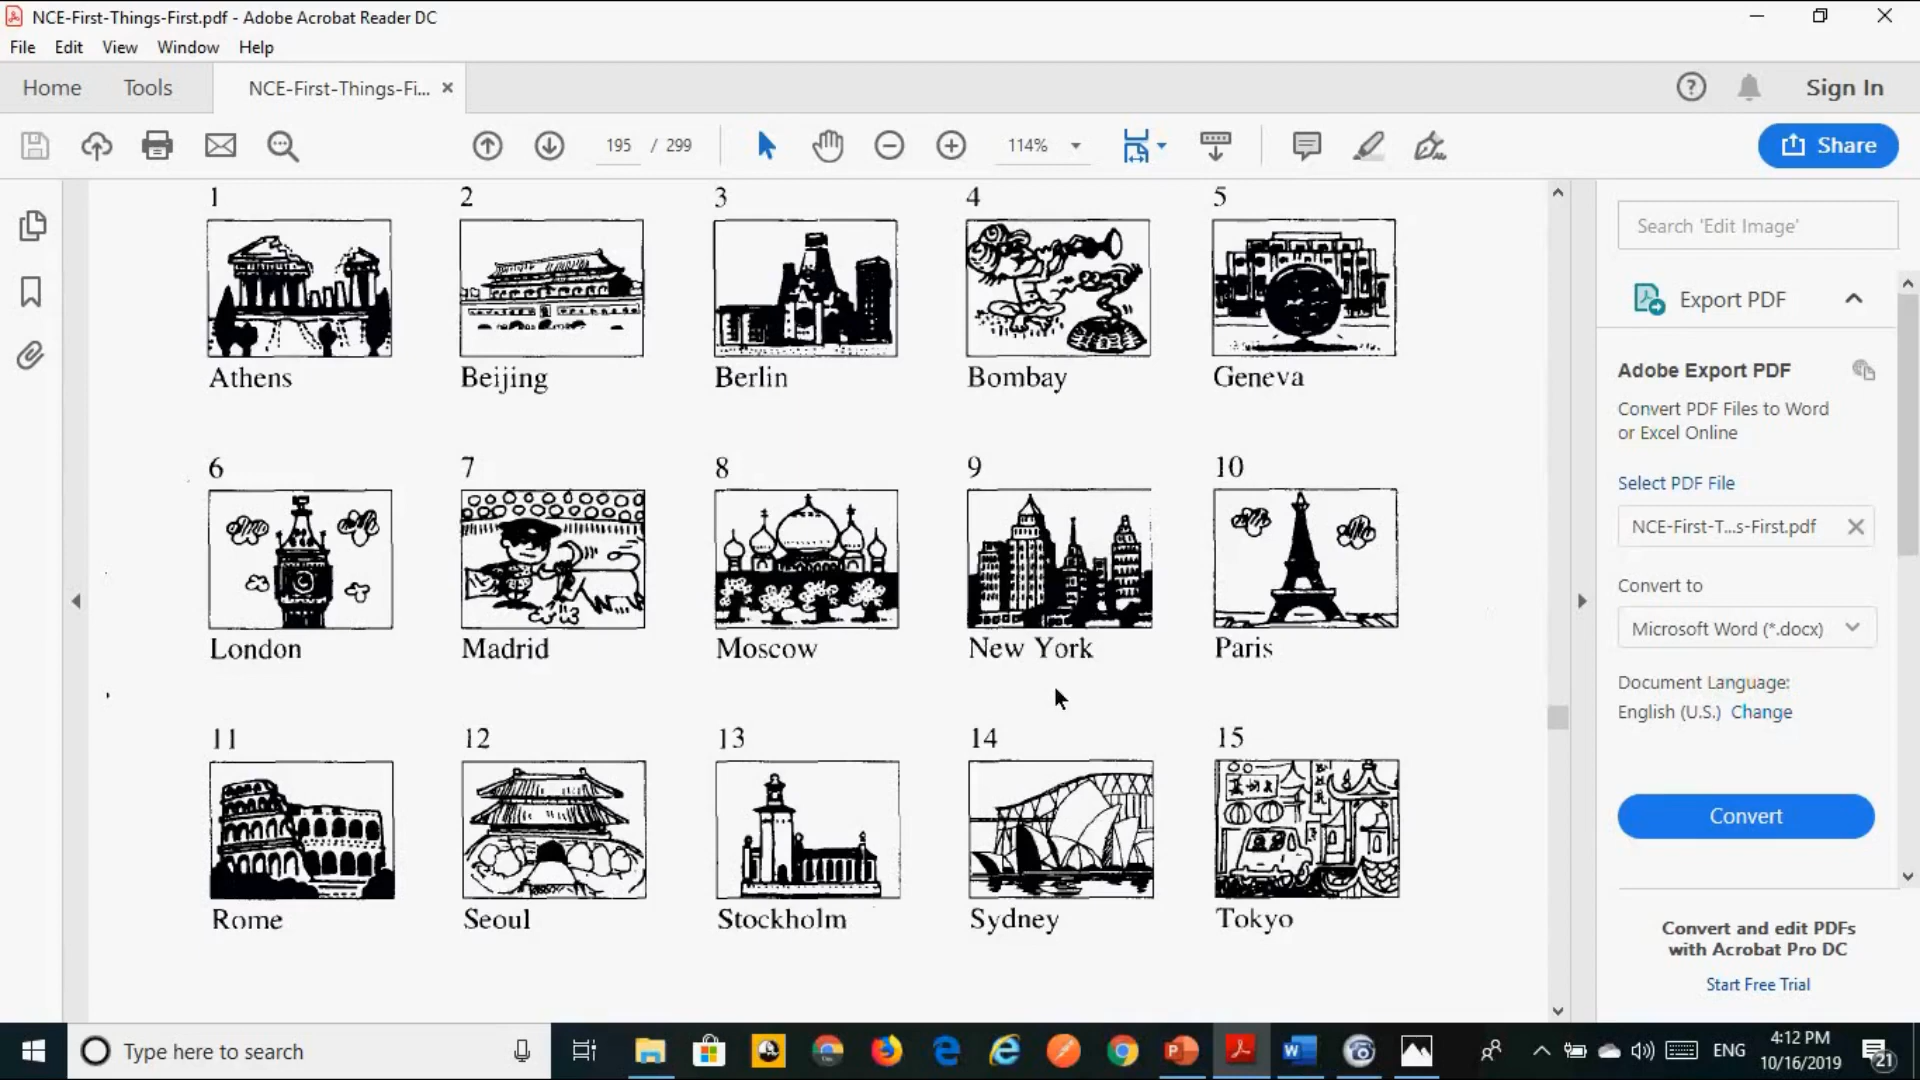 NCE-First-Things-First.pdf - Adobe Acrobat Reader DC
File Edit View Window Help
Home Tools NCE-First-Things-Fi... Sign In
195 / 299 114% Share
1 2 3 4 5
Athens Beijing Berlin Bombay Geneva
6 7 8 9 10
London Madrid Moscow New York Paris
11 12 13 14 15
Rome Seoul Stockholm Sydney Tokyo
Search 'Edit Image'
Export PDF
Adobe Export PDF
Convert PDF Files to Word
or Excel Online
Select PDF File
NCE-First-T...s-First.pdf
Convert to
Microsoft Word (*.docx)
Document Language:
English (U.S.) Change
Convert
Convert and edit PDFs
with Acrobat Pro DC
Start Free Trial
Type here to search
ENG
4:12 PM
10/16/2019
21